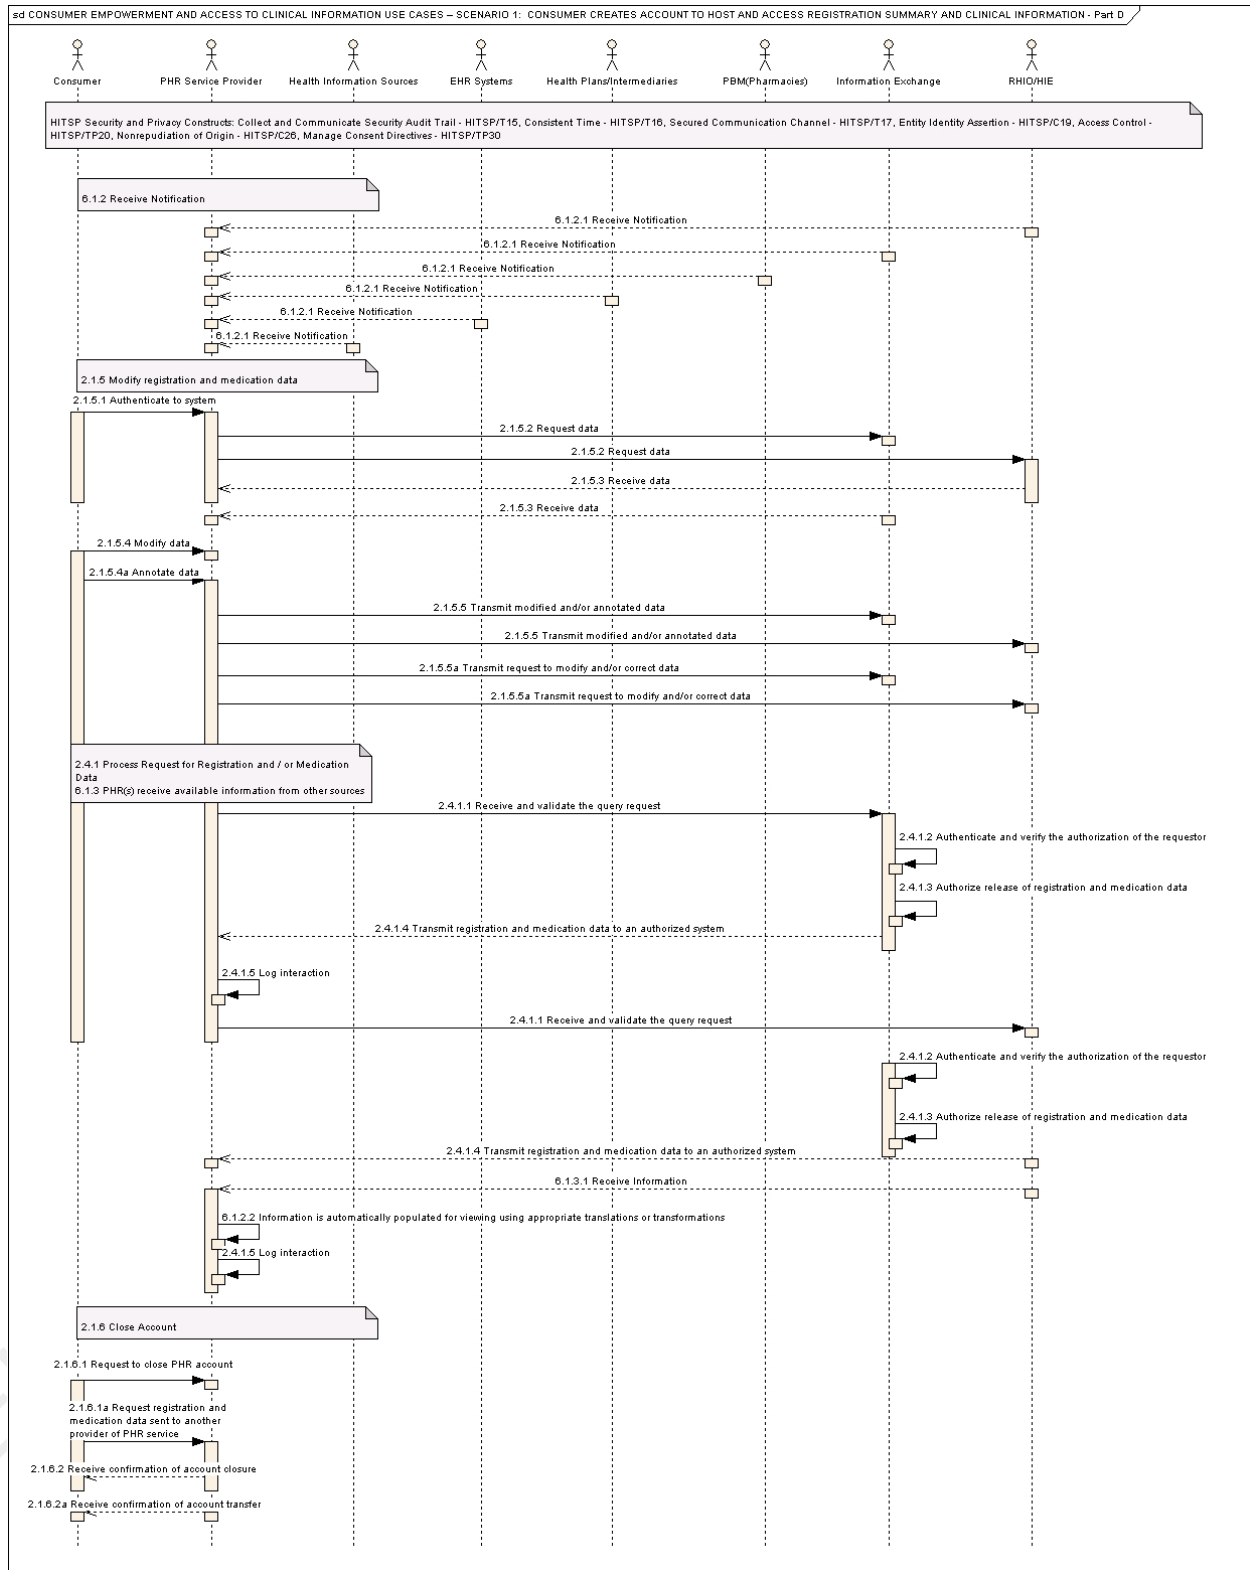 sd CONSUMER EMPOWERMENT AND ACCESS TO CLINICAL INFORMATION USE CASES – SCENARIO 1: CONSUMER CREATES ACCOUNT TO HOST AND ACCESS REGISTRATION SUMMARY AND CLINICAL INFORMATION - Part D
Consumer
PHR Service Provider
Health Information Sources
EHR Systems
Health Plans/Intermediaries
PBM(Pharmacies)
Information Exchange
RHIO/HIE
HITSP Security and Privacy Constructs: Collect and Communicate Security Audit Trail - HITSP/T15, Consistent Time - HITSP/T16, Secured Communication Channel - HITSP/T17, Entity Identity Assertion - HITSP/C19, Access Control -
HITSP/TP20, Nonrepudiation of Origin - HITSP/C26, Manage Consent Directives - HITSP/TP30
6.1.2 Receive Notification
6.1.2.1 Receive Notification
6.1.2.1 Receive Notification
6.1.2.1 Receive Notification
6.1.2.1 Receive Notification
6.1.2.1 Receive Notification
6.1.2.1 Receive Notification
2.1.5 Modify registration and medication data
2.1.5.1 Authenticate to system
2.1.5.2 Request data
2.1.5.2 Request data
2.1.5.3 Receive data
2.1.5.3 Receive data
2.1.5.4 Modify data
2.1.5.4a Annotate data
2.1.5.5 Transmit modified and/or annotated data
2.1.5.5 Transmit modified and/or annotated data
2.1.5.5a Transmit request to modify and/or correct data
2.1.5.5a Transmit request to modify and/or correct data
2.4.1 Process Request for Registration and / or Medication
Data
6.1.3 PHR(s) receive available information from other sources
2.4.1.1 Receive and validate the query request
2.4.1.2 Authenticate and verify the authorization of the requestor
2.4.1.3 Authorize release of registration and medication data
2.4.1.4 Transmit registration and medication data to an authorized system
2.4.1.5 Log interaction
2.4.1.1 Receive and validate the query request
2.4.1.2 Authenticate and verify the authorization of the requestor
2.4.1.3 Authorize release of registration and medication data
2.4.1.4 Transmit registration and medication data to an authorized system
6.1.3.1 Receive Information
6.1.2.2 Information is automatically populated for viewing using appropriate translations or transformations
2.4.1.5 Log interaction
2.1.6 Close Account
2.1.6.1 Request to close PHR account
2.1.6.1a Request registration and
medication data sent to another
provider of PHR service
2.1.6.2 Receive confirmation of account closure
2.1.6.2a Receive confirmation of account transfer